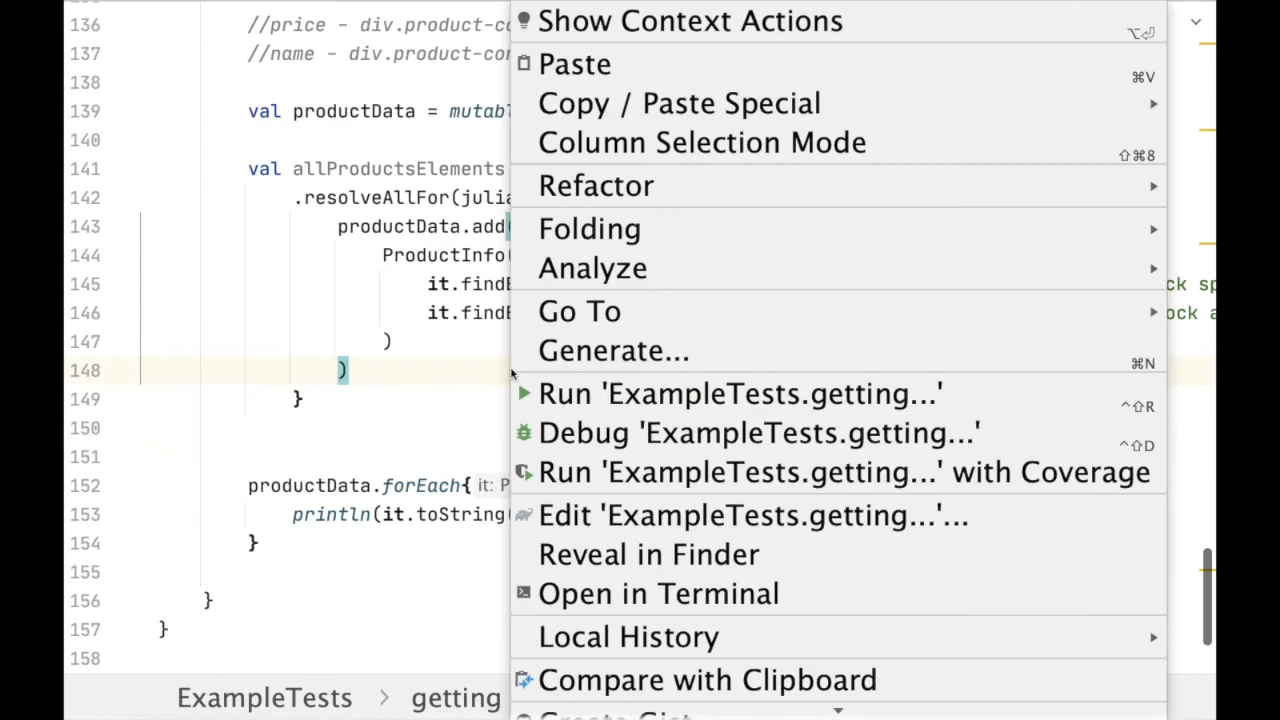 136 //price - div.product-co
137 //name - div.product-con
138
139 val productData = mutabl
140
141 val allProductsElements
142 .resolveAllFor(julia
143 productData.add(
144 ProductInfo(
145 it.findE
146 it.findE
147 )
148 )
149 }
150
151
152 productData.forEach{ it: P
153 println(it.toString(
154 }
155
156 }
157 }
158
Show Context Actions ⌥⏎
Paste ⌘V
Copy / Paste Special
Column Selection Mode ⇧⌘8
Refactor
Folding
Analyze
Go To
Generate... ⌘N
Run 'ExampleTests.getting...' ^⇧R
Debug 'ExampleTests.getting...' ^⇧D
Run 'ExampleTests.getting...' with Coverage
Edit 'ExampleTests.getting...'...
Reveal in Finder
Open in Terminal
Local History
Compare with Clipboard
Create Gist
ck sp
ock a
ExampleTests > getting